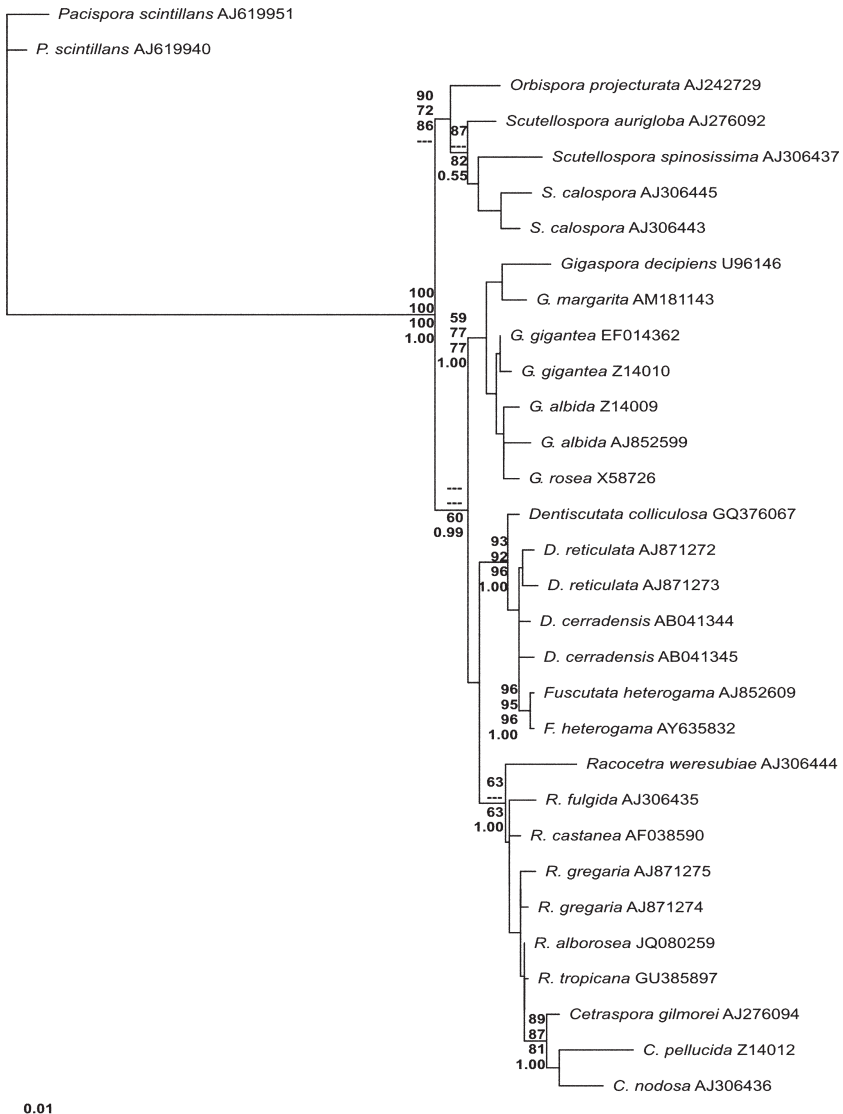 Pacispora scintillans AJ619951
P. scintillans AJ619940
Orbispora projecturata AJ242729
90
72
86
---
Scutellospora aurigloba AJ276092
87
---
82
0.55
Scutellospora spinosissima AJ306437
S. calospora AJ306445
S. calospora AJ306443
Gigaspora decipiens U96146
100
100
100
1.00
G. margarita AM181143
59
77
77
1.00
G. gigantea EF014362
G. gigantea Z14010
G. albida Z14009
G. albida AJ852599
G. rosea X58726
---
---
60
0.99
Dentiscutata colliculosa GQ376067
93
92
96
1.00
D. reticulata AJ871272
D. reticulata AJ871273
D. cerradensis AB041344
D. cerradensis AB041345
96
95
96
1.00
Fuscutata heterogama AJ852609
F. heterogama AY635832
Racocetra weresubiae AJ306444
63
---
63
1.00
R. fulgida AJ306435
R. castanea AF038590
R. gregaria AJ871275
R. gregaria AJ871274
R. alborosea JQ080259
R. tropicana GU385897
89
87
81
1.00
Cetraspora gilmorei AJ276094
C. pellucida Z14012
C. nodosa AJ306436
0.01